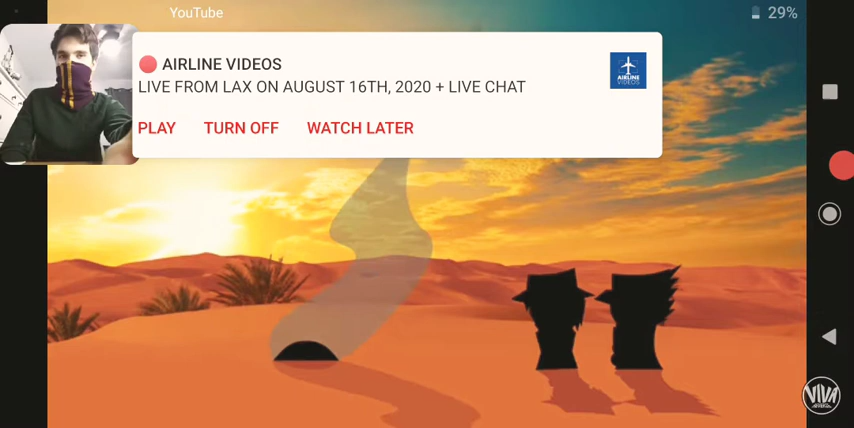 YouTube
29%
AIRLINE VIDEOS
LIVE FROM LAX ON AUGUST 16TH, 2020 + LIVE CHAT
AIRLINE
VIDEOS
PLAY TURN OFF WATCH LATER
VIVA